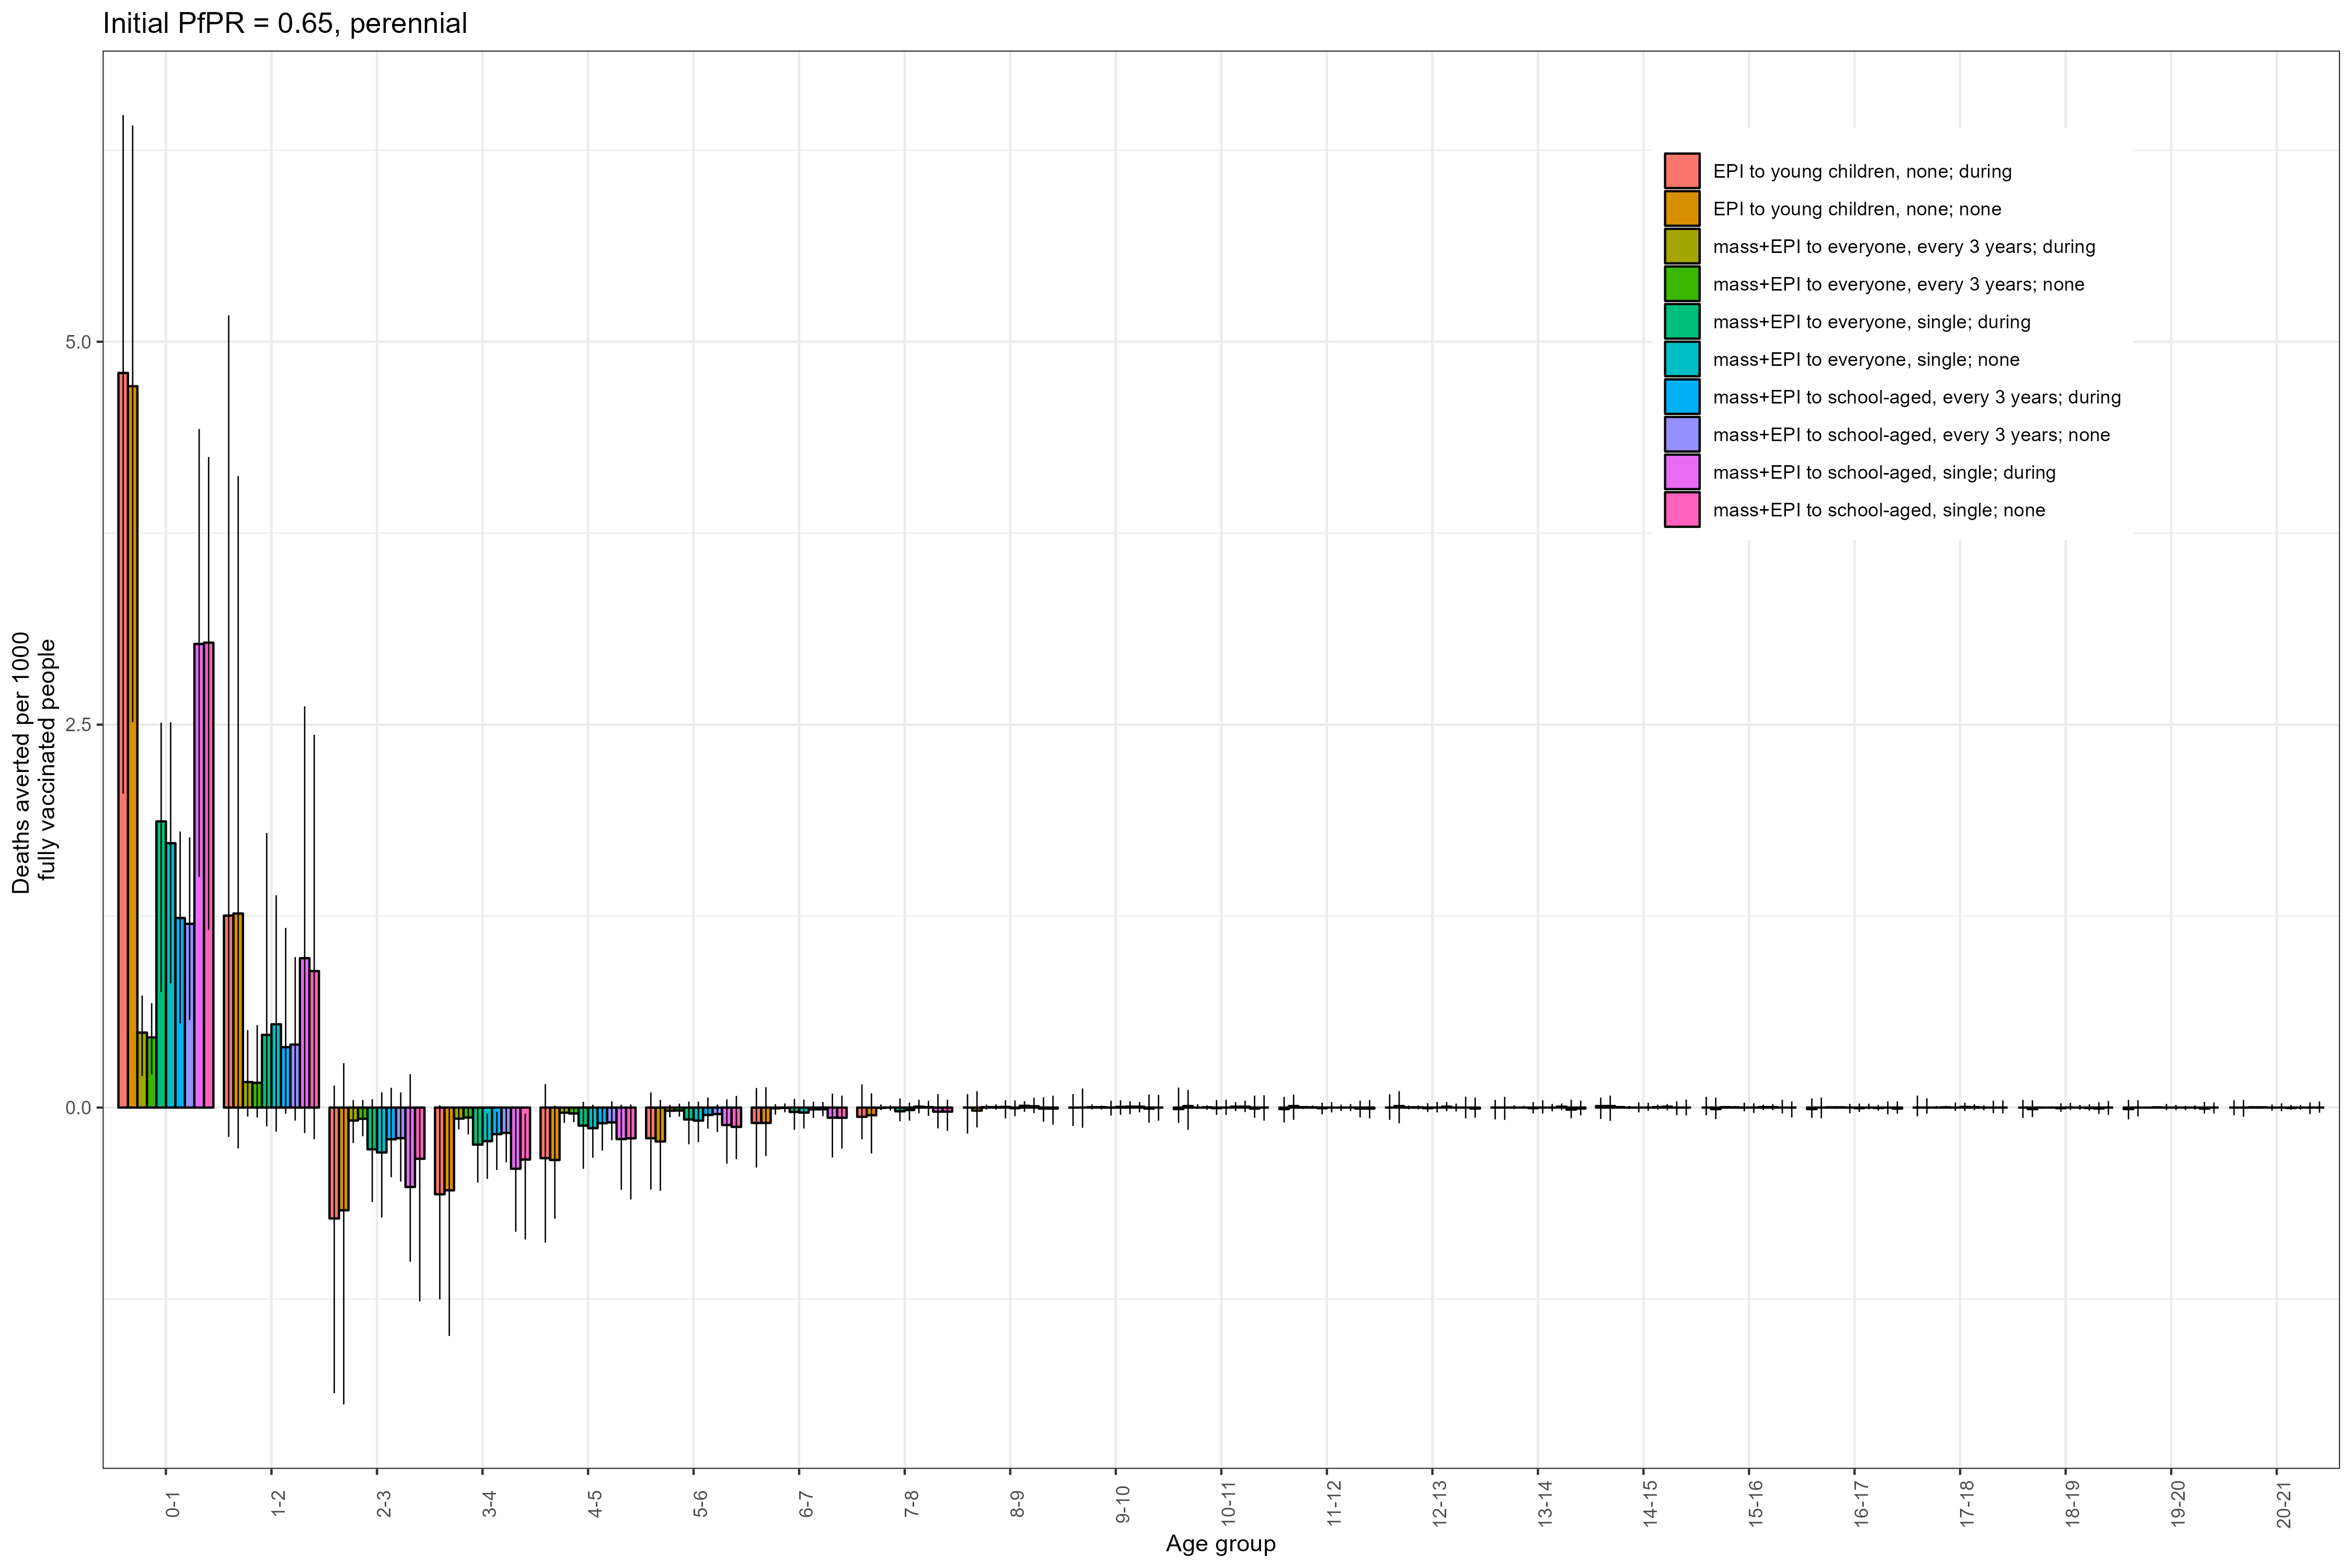 Initial PfPR = 0.65, perennial
Deaths averted per 1000
fully vaccinated people
5.0
2.5
0.0
EPI to young children, none; during
EPI to young children, none; none
mass+EPI to everyone, every 3 years; during
mass+EPI to everyone, every 3 years; none
mass+EPI to everyone, single; during
mass+EPI to everyone, single; none
mass+EPI to school-aged, every 3 years; during
mass+EPI to school-aged, every 3 years; none
mass+EPI to school-aged, single; during
mass+EPI to school-aged, single; none
0-1
1-2
2-3
3-4
4-5
5-6
6-7
7-8
8-9
9-10
10-11
11-12
12-13
13-14
14-15
15-16
16-17
17-18
18-19
19-20
20-21
Age group